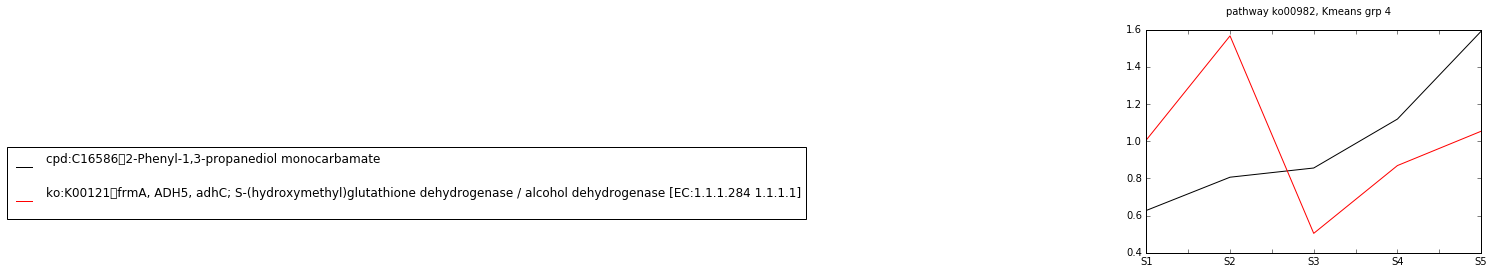 pathway ko00982, Kmeans grp 4
cpd:C16586▯2-Phenyl-1,3-propanediol monocarbamate
ko:K00121▯frmA, ADH5, adhC; S-(hydroxymethyl)glutathione dehydrogenase / alcohol dehydrogenase [EC:1.1.1.284 1.1.1.1]
1.6
1.4
1.2
1.0
0.8
0.6
0.4
S1 S2 S3 S4 S5